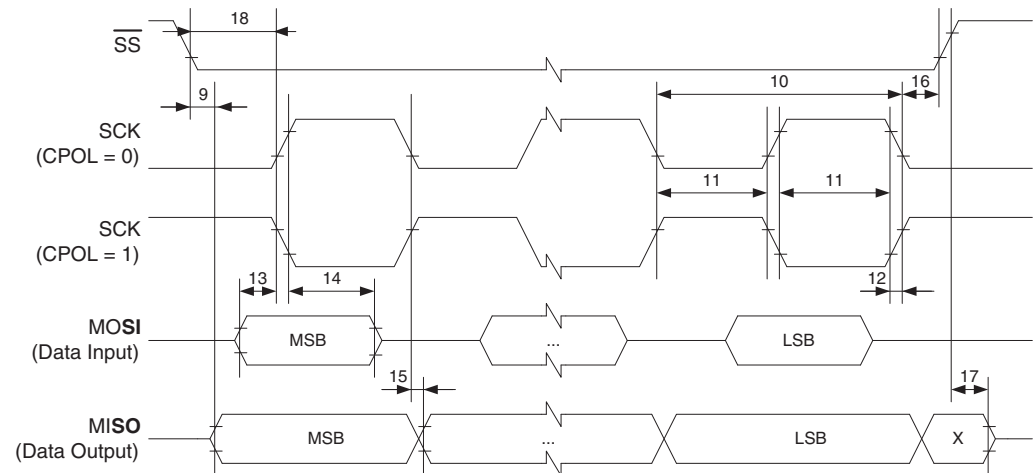 18
SS
10
16
9
SCK
(CPOL = 0)
11
11
SCK
(CPOL = 1)
13
14
12
MOSI
(Data Input)
MSB
...
LSB
15
17
MISO
(Data Output)
MSB
...
LSB
X